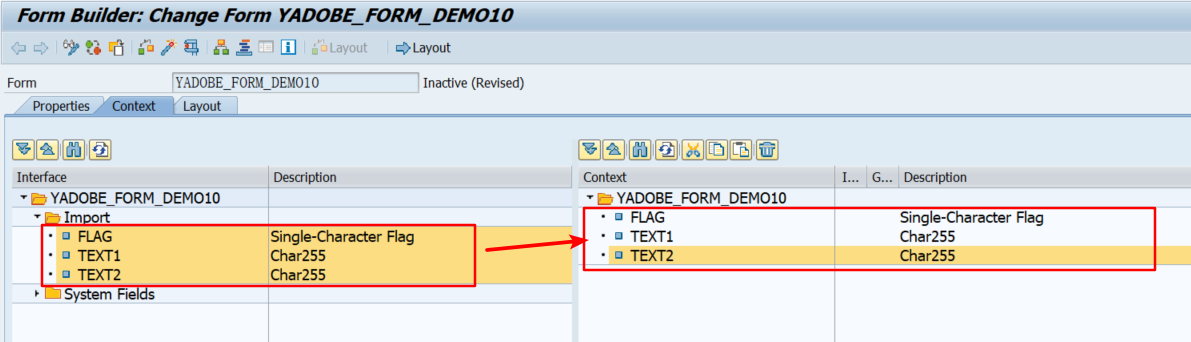 Form Builder: Change Form YADOBE_FORM_DEMO10
Layout
Layout
Form YADOBE_FORM_DEMO10 Inactive (Revised)
Properties Context Layout
Interface Description
YADOBE_FORM_DEMO10
Import
FLAG Single-Character Flag
TEXT1 Char255
TEXT2 Char255
System Fields
Context I... G... Description
YADOBE_FORM_DEMO10
FLAG Single-Character Flag
TEXT1 Char255
TEXT2 Char255